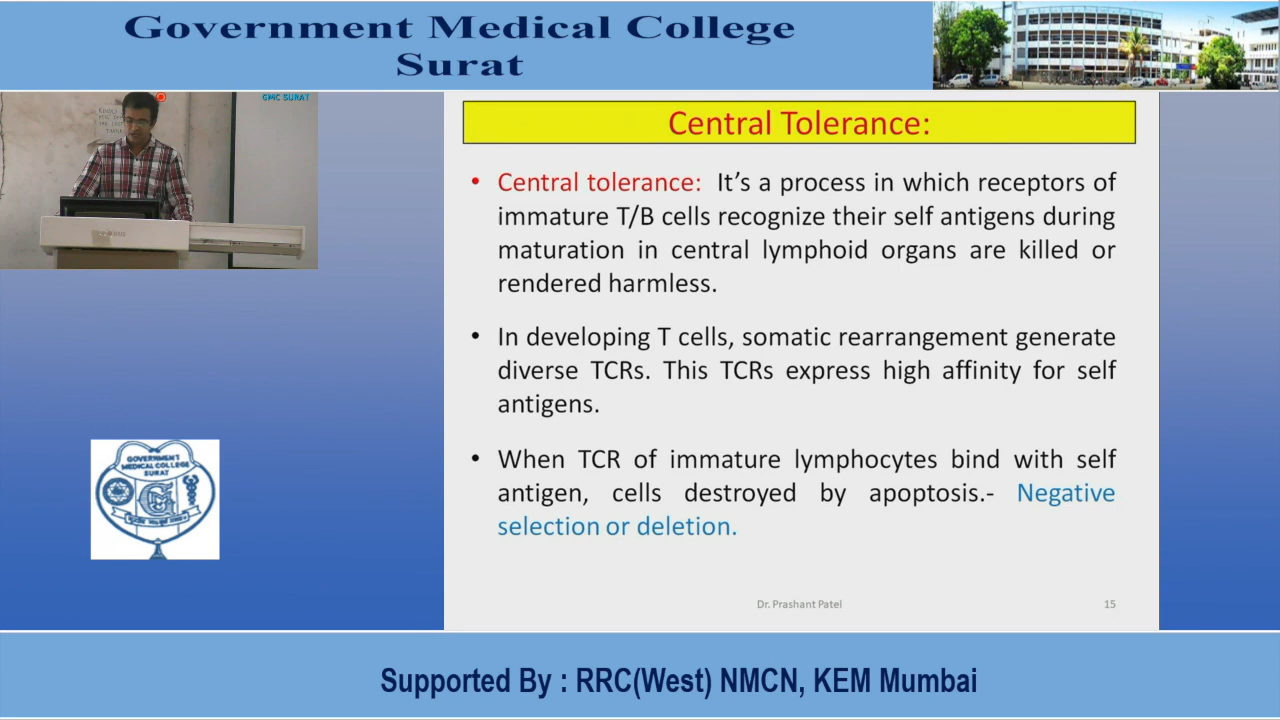 Government Medical College
Surat
GMC SURAT
Central Tolerance:
• Central tolerance: It's a process in which receptors of
immature T/B cells recognize their self antigens during
maturation in central lymphoid organs are killed or
rendered harmless.
• In developing T cells, somatic rearrangement generate
diverse TCRs. This TCRs express high affinity for self
antigens.
• When TCR of immature lymphocytes bind with self
antigen, cells destroyed by apoptosis.- Negative
selection or deletion.
GOVERNMENT
MEDICAL COLLEGE
SURAT
Dr. Prashant Patel
15
Supported By : RRC(West) NMCN, KEM Mumbai